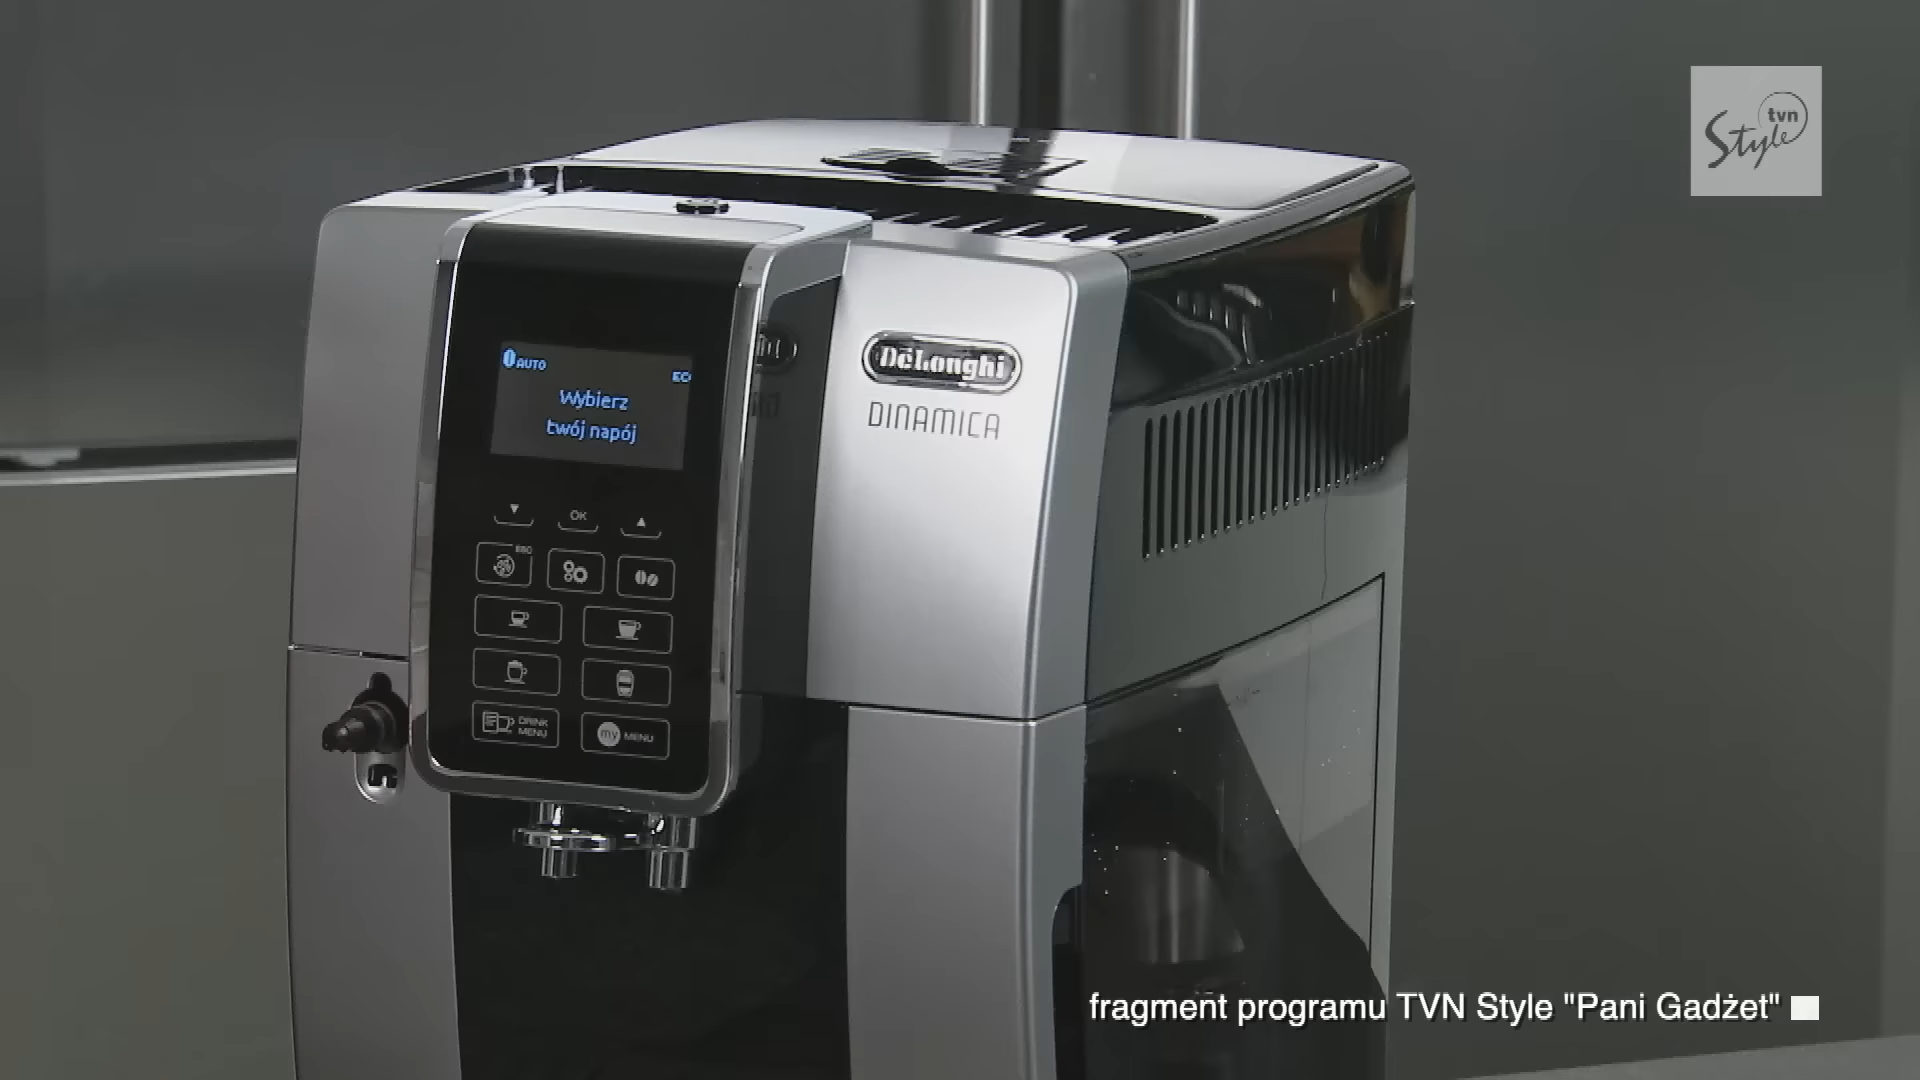 tvn
Style
DeLonghi
DINAMICA
AUTO
Wybierz
twój napój
OK
DRINK
MENU
my MENU
fragment programu TVN Style "Pani Gadżet"